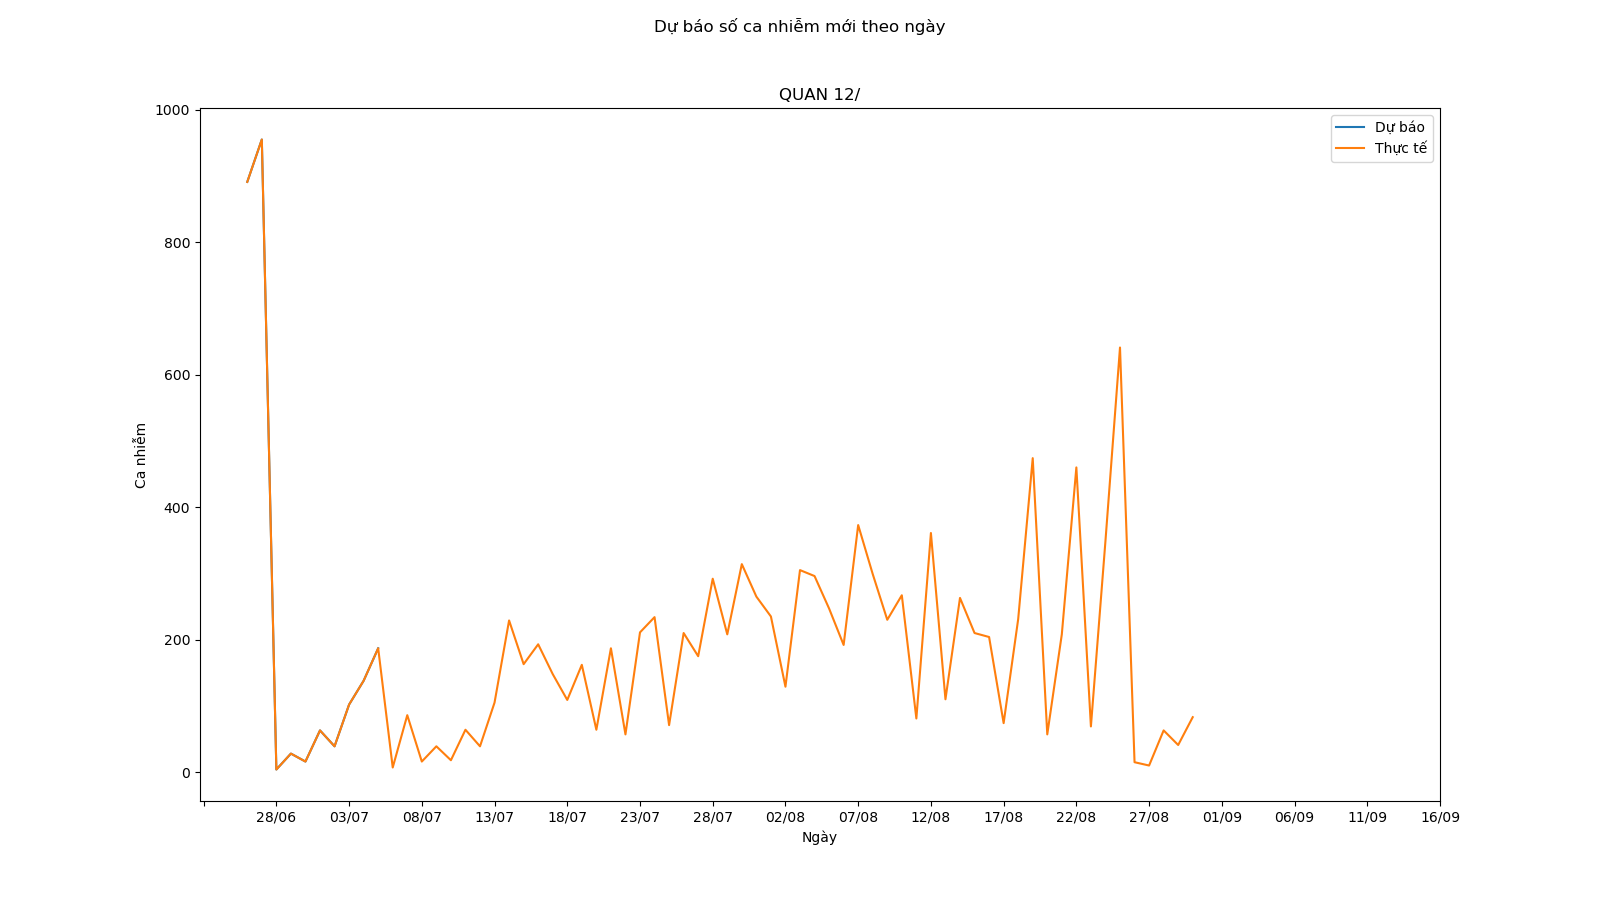 Dự báo số ca nhiễm mới theo ngày
QUAN 12/
Dự báo
Thực tế
1000
800
600
400
200
0
Ca nhiễm
28/06 03/07 08/07 13/07 18/07 23/07 28/07 02/08 07/08 12/08 17/08 22/08 27/08 01/09 06/09 11/09 16/09
Ngày